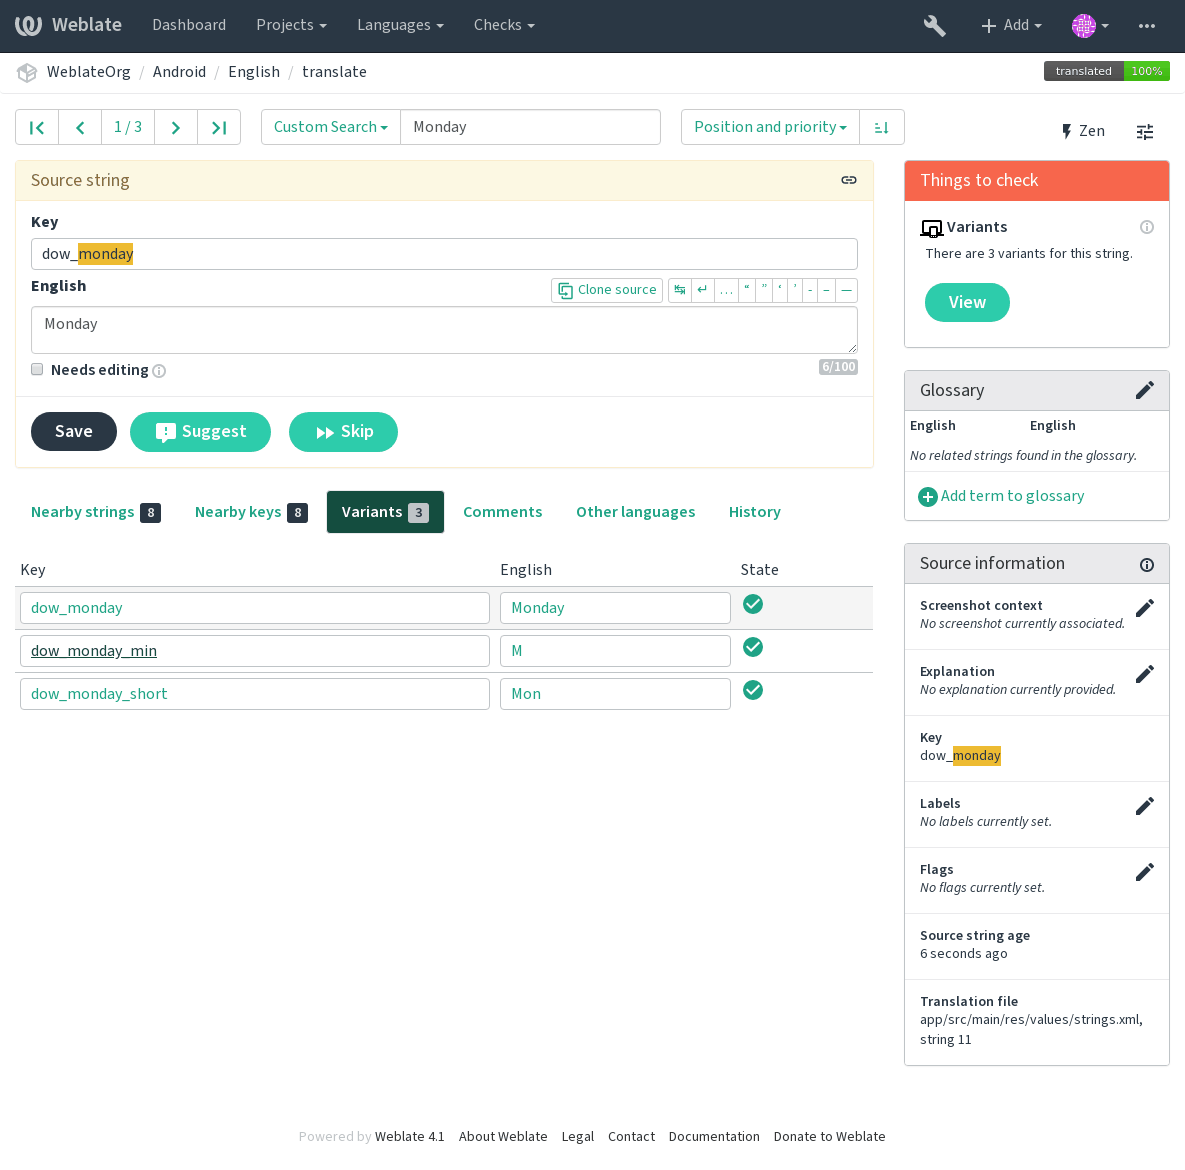 Weblate Dashboard Projects Languages Checks Add
WeblateOrg / Android / English / translate
translated 100%
1 / 3 Custom Search Monday Position and priority Zen
Source string
Key
dow_monday
English
Clone source ↹ ↵ … “ ” ‘ ’ - – —
Monday
Needs editing
6/100
Save Suggest Skip
Nearby strings 8 Nearby keys 8 Variants 3 Comments Other languages History
Key English State
dow_monday Monday
dow_monday_min M
dow_monday_short Mon
Things to check
Variants
There are 3 variants for this string.
View
Glossary
English English
No related strings found in the glossary.
Add term to glossary
Source information
Screenshot context
No screenshot currently associated.
Explanation
No explanation currently provided.
Key
dow_monday
Labels
No labels currently set.
Flags
No flags currently set.
Source string age
6 seconds ago
Translation file
app/src/main/res/values/strings.xml,
string 11
Powered by Weblate 4.1 About Weblate Legal Contact Documentation Donate to Weblate